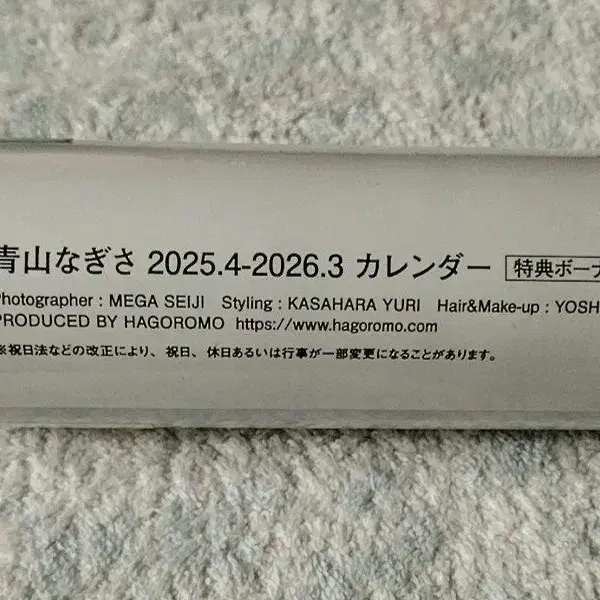 青山なぎさ 2025.4-2026.3 カレンダー 特典ボーナ
Photographer : MEGA SEIJI Styling : KASAHARA YURI Hair&Make-up : YOSH
PRODUCED BY HAGOROMO https://www.hagoromo.com
※祝日法などの改正により、祝日、休日あるいは行事が一部変更になることがあります。